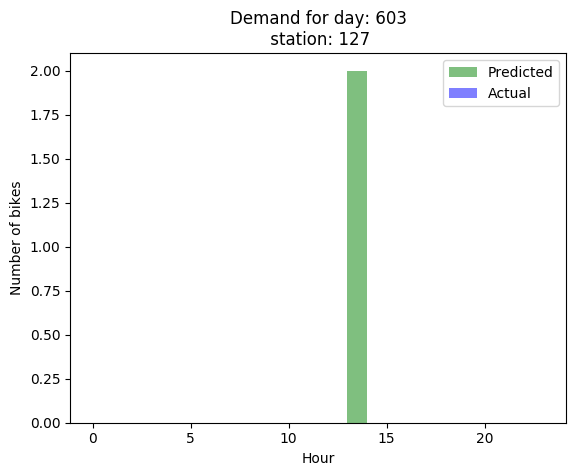 Demand for day: 603
station: 127
Predicted
Actual
Number of bikes
2.00
1.75
1.50
1.25
1.00
0.75
0.50
0.25
0.00
0 5 10 15 20
Hour